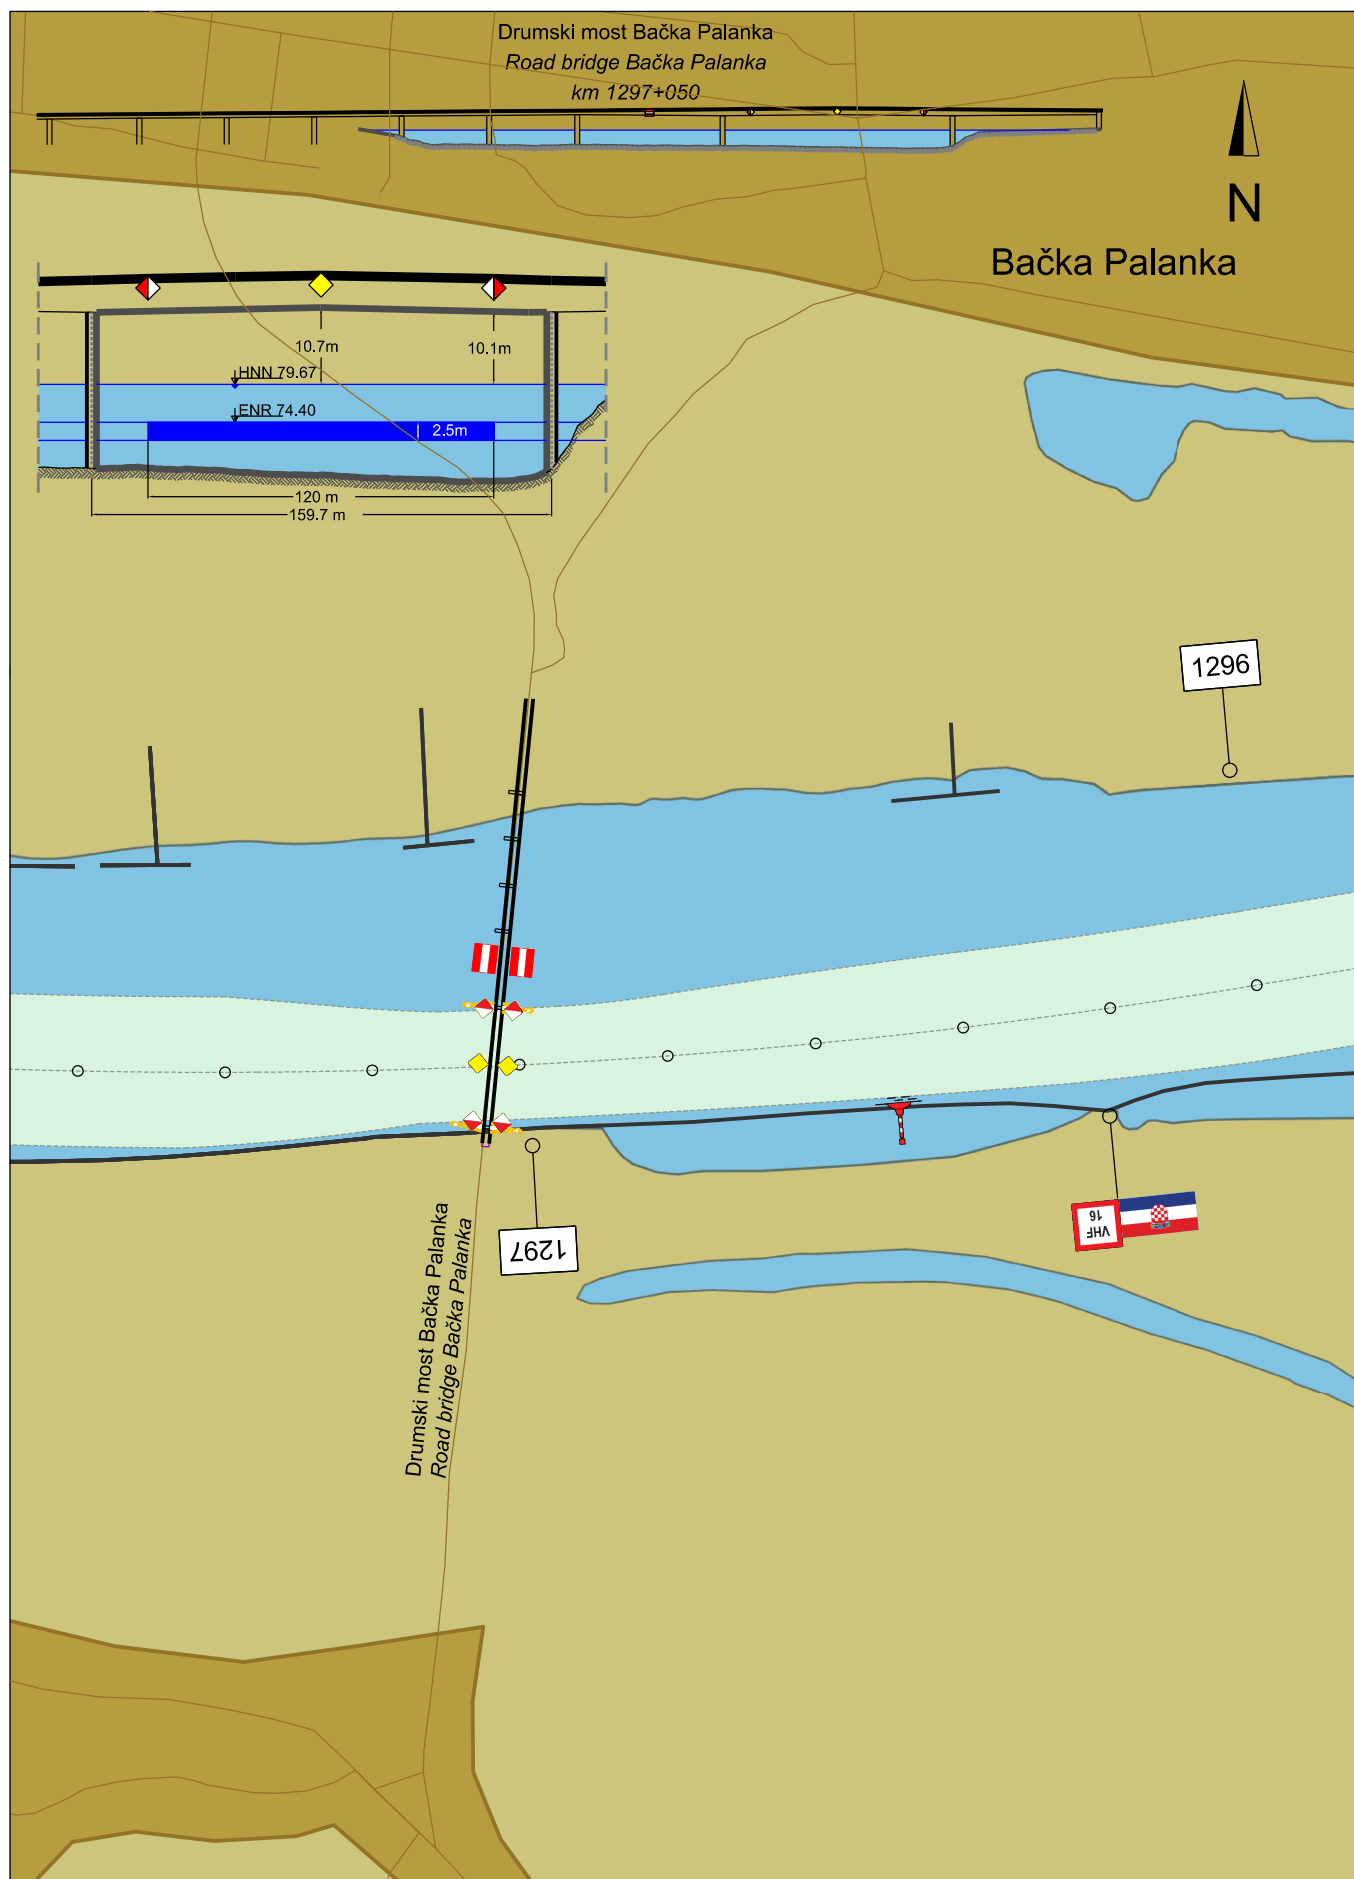 Drumski most Bačka Palanka
Road bridge Bačka Palanka
km 1297+050
N
Bačka Palanka
10.7m
10.1m
HNN 79.67
ENR 74.40
2.5m
120 m
159.7 m
1296
1297
VHF
16
Drumski most Bačka Palanka
Road bridge Bačka Palanka